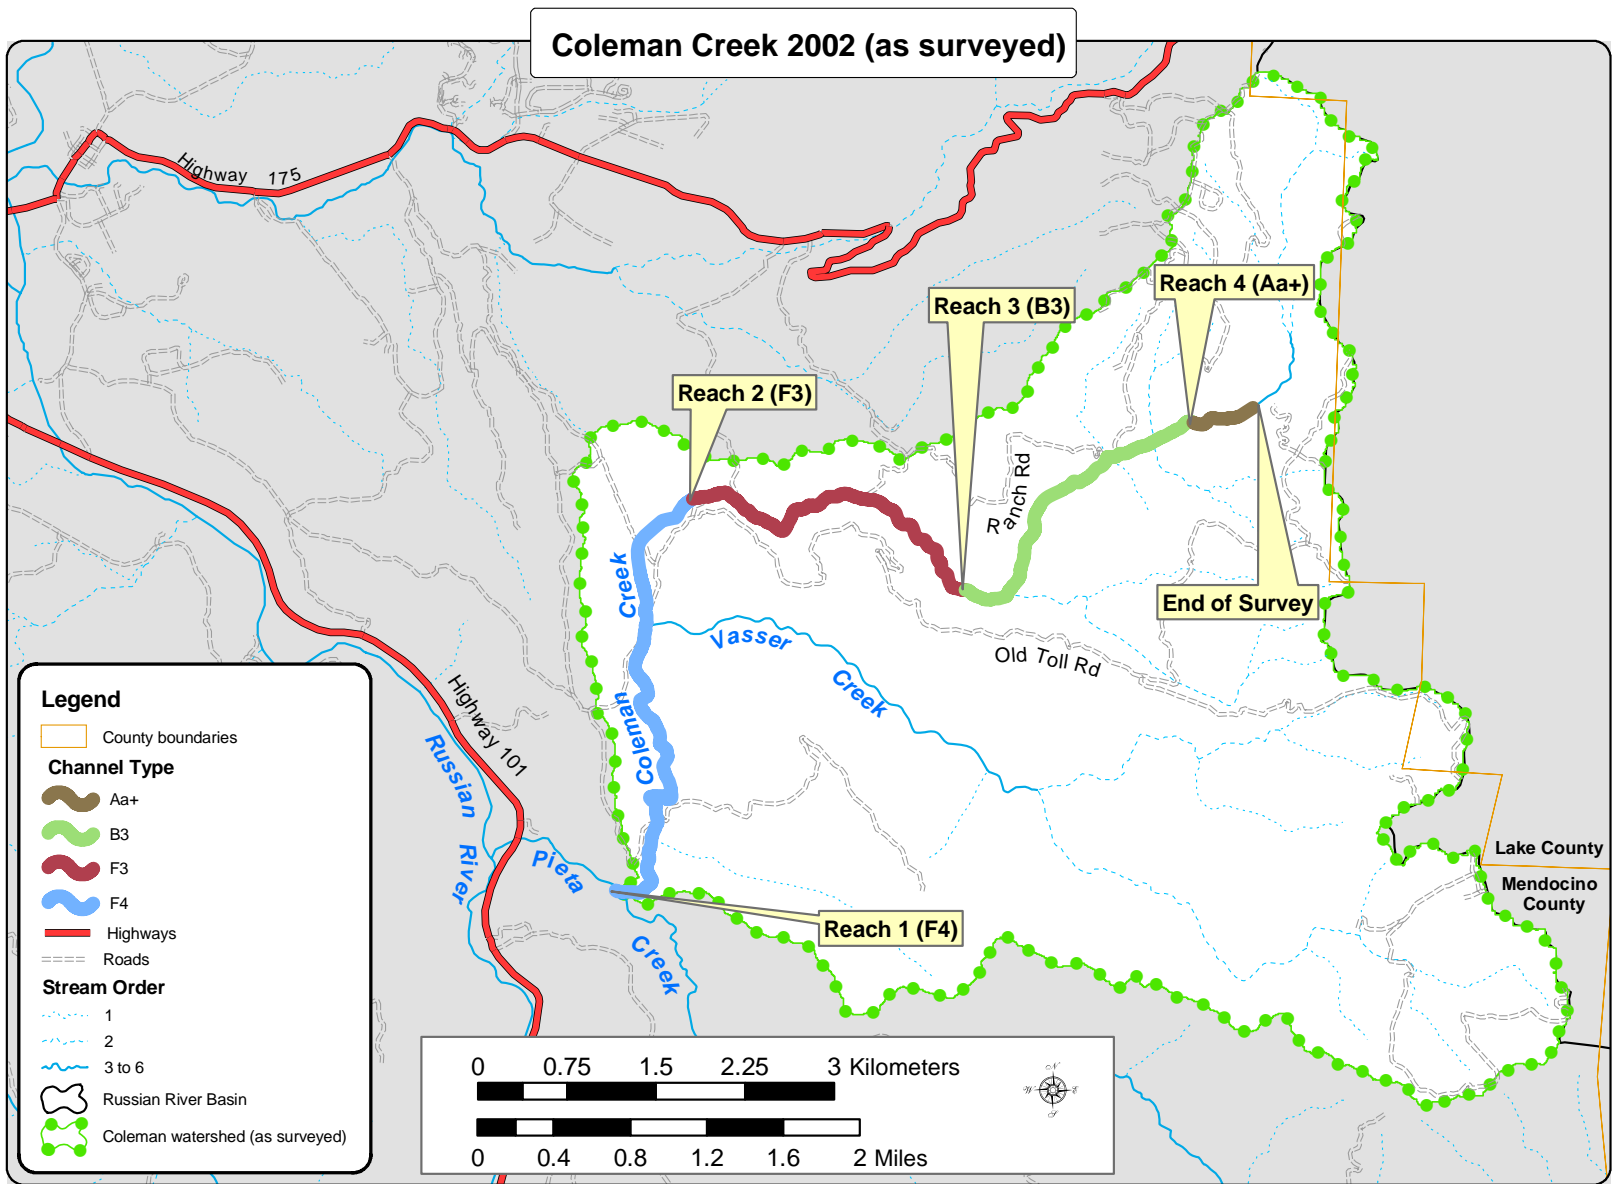 Coleman Creek 2002 (as surveyed)
Highway 175
Reach 4 (Aa+)
Reach 3 (B3)
Reach 2 (F3)
Ranch Rd
End of Survey
Creek
Vasser
Creek
Old Toll Rd
Coleman
Highway 101
Russian
River
Pieta
Creek
Reach 1 (F4)
Lake County
Mendocino
County
Legend
County boundaries
Channel Type
Aa+
B3
F3
F4
Highways
Roads
Stream Order
1
2
3 to 6
Russian River Basin
Coleman watershed (as surveyed)
0 0.75 1.5 2.25 3 Kilometers
0 0.4 0.8 1.2 1.6 2 Miles
N
W E
S